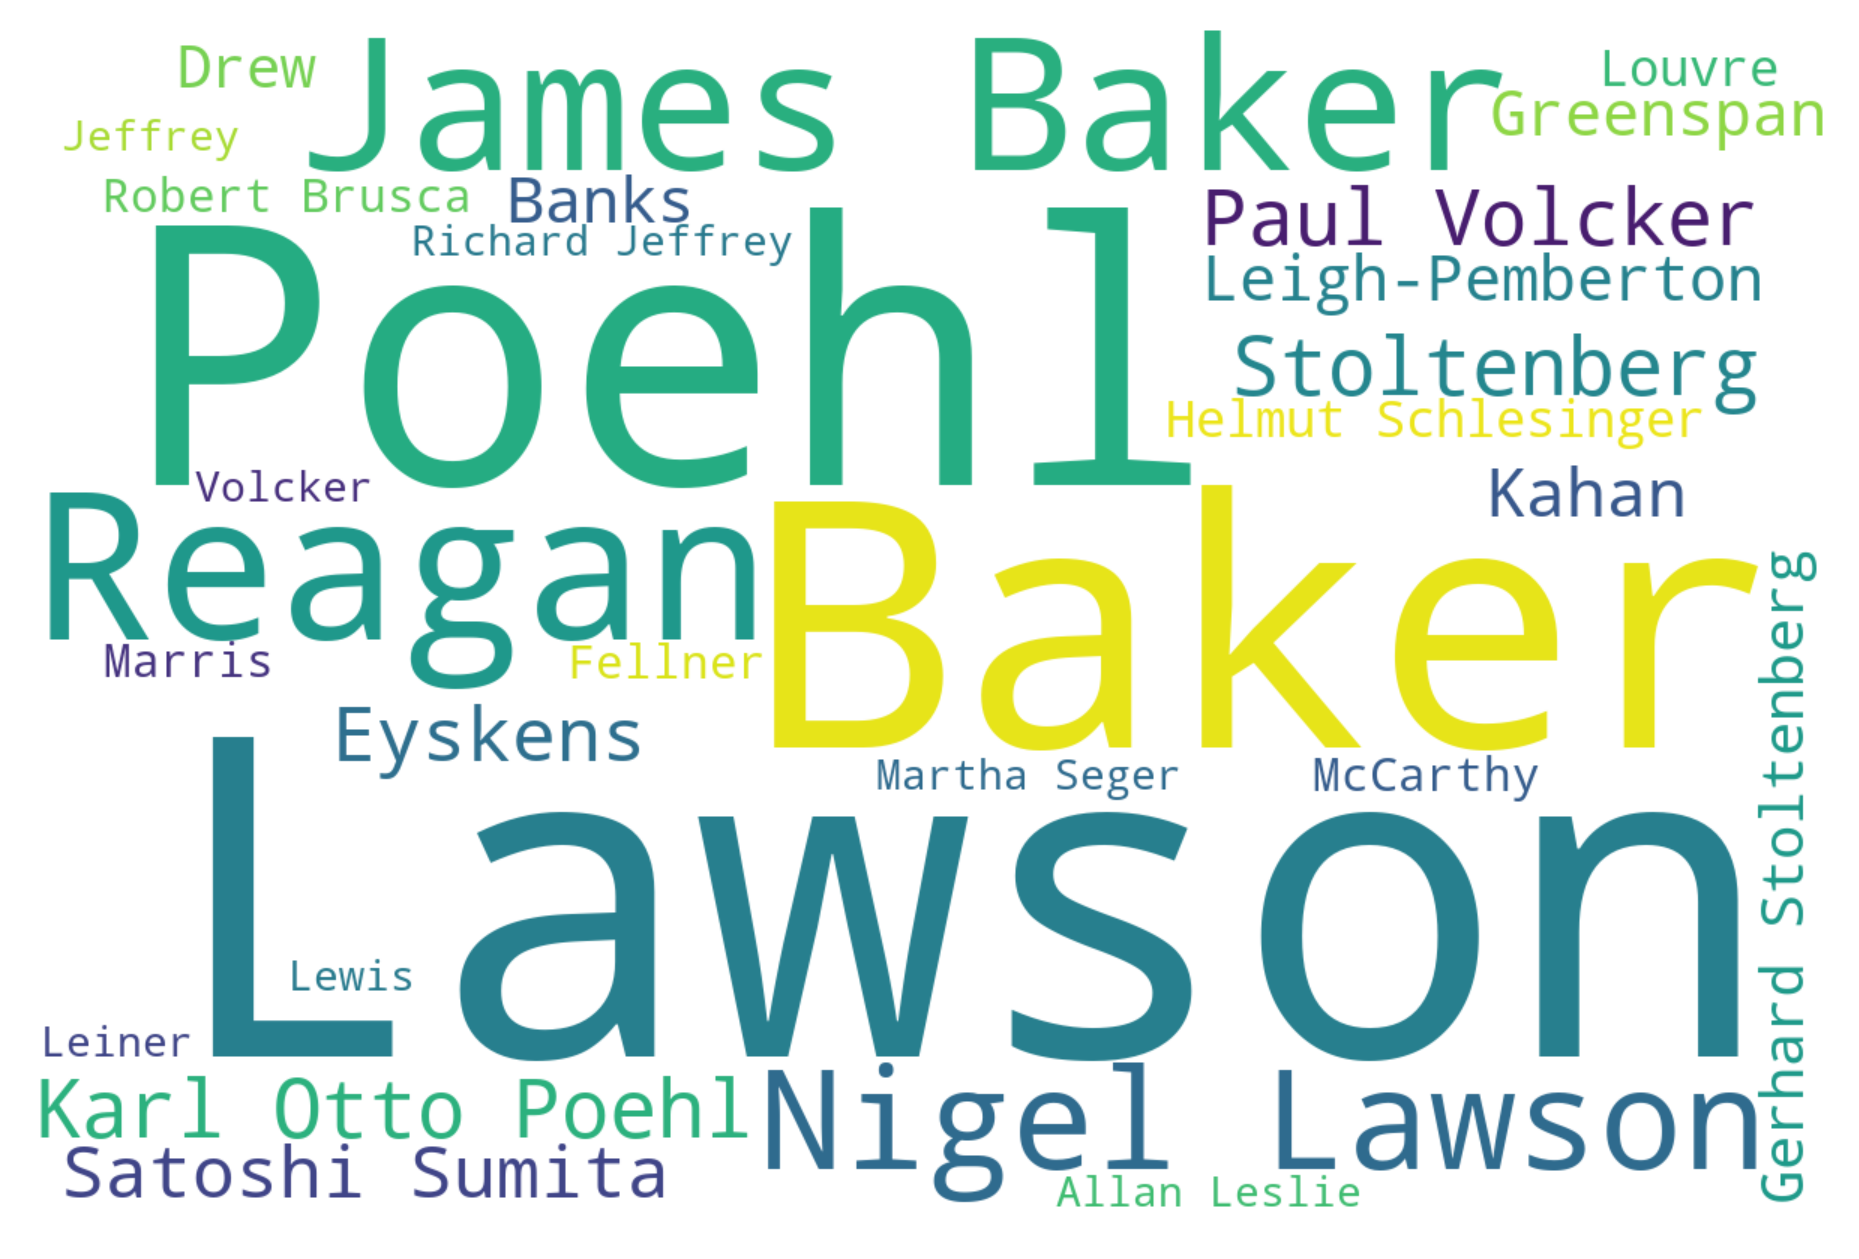 Drew
James Baker
Louvre
Greenspan
Jeffrey
Robert Brusca
Banks
Paul Volcker
Richard Jeffrey
Leigh-Pemberton
Poehl
Stoltenberg
Helmut Schlesinger
Volcker
Kahan
Reagan
Baker
Marris
Fellner
Eyskens
Martha Seger
McCarthy
Gerhard Stoltenberg
Lawson
Lewis
Leiner
Karl Otto Poehl
Nigel Lawson
Satoshi Sumita
Allan Leslie